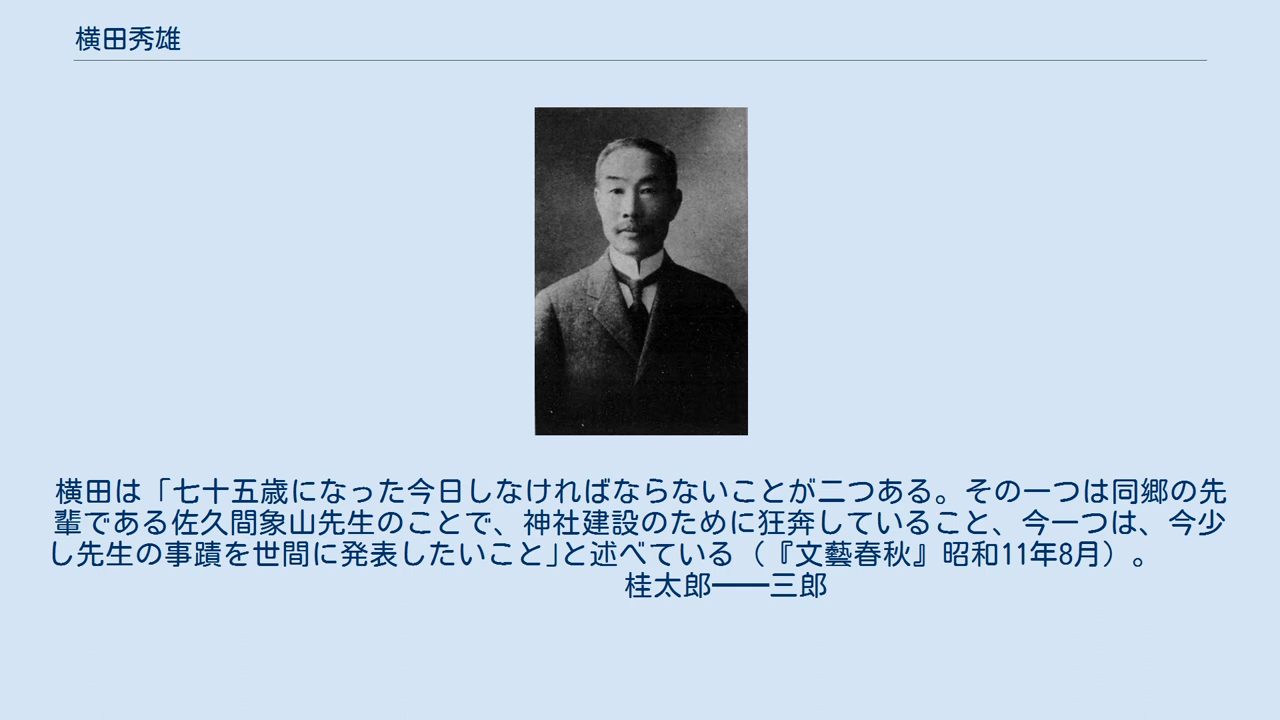 横田秀雄
横田は「七十五歳になった今日しなければならないことが二つある。その一つは同郷の先
輩である佐久間象山先生のことで、神社建設のために狂奔していること、今一つは、今少
し先生の事蹟を世間に発表したいこと」と述べている（『文藝春秋』昭和11年8月）。
桂太郎━━三郎